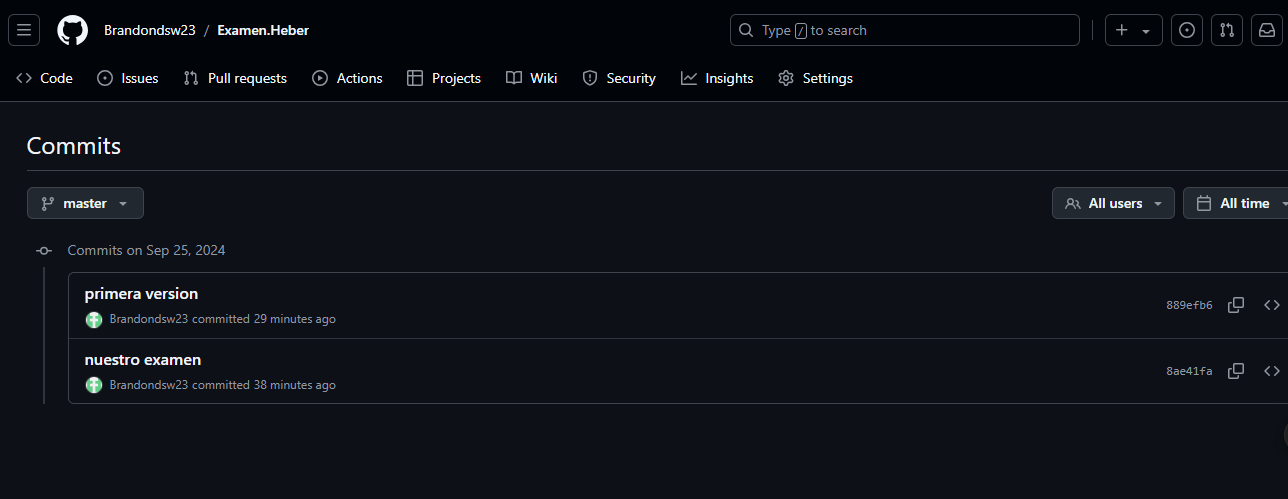 Brandondsw23 / Examen.Heber
Type / to search
Code Issues Pull requests Actions Projects Wiki Security Insights Settings
Commits
master
All users All time
Commits on Sep 25, 2024
primera version
Brandondsw23 committed 29 minutes ago
889efb6
nuestro examen
Brandondsw23 committed 38 minutes ago
8ae41fa